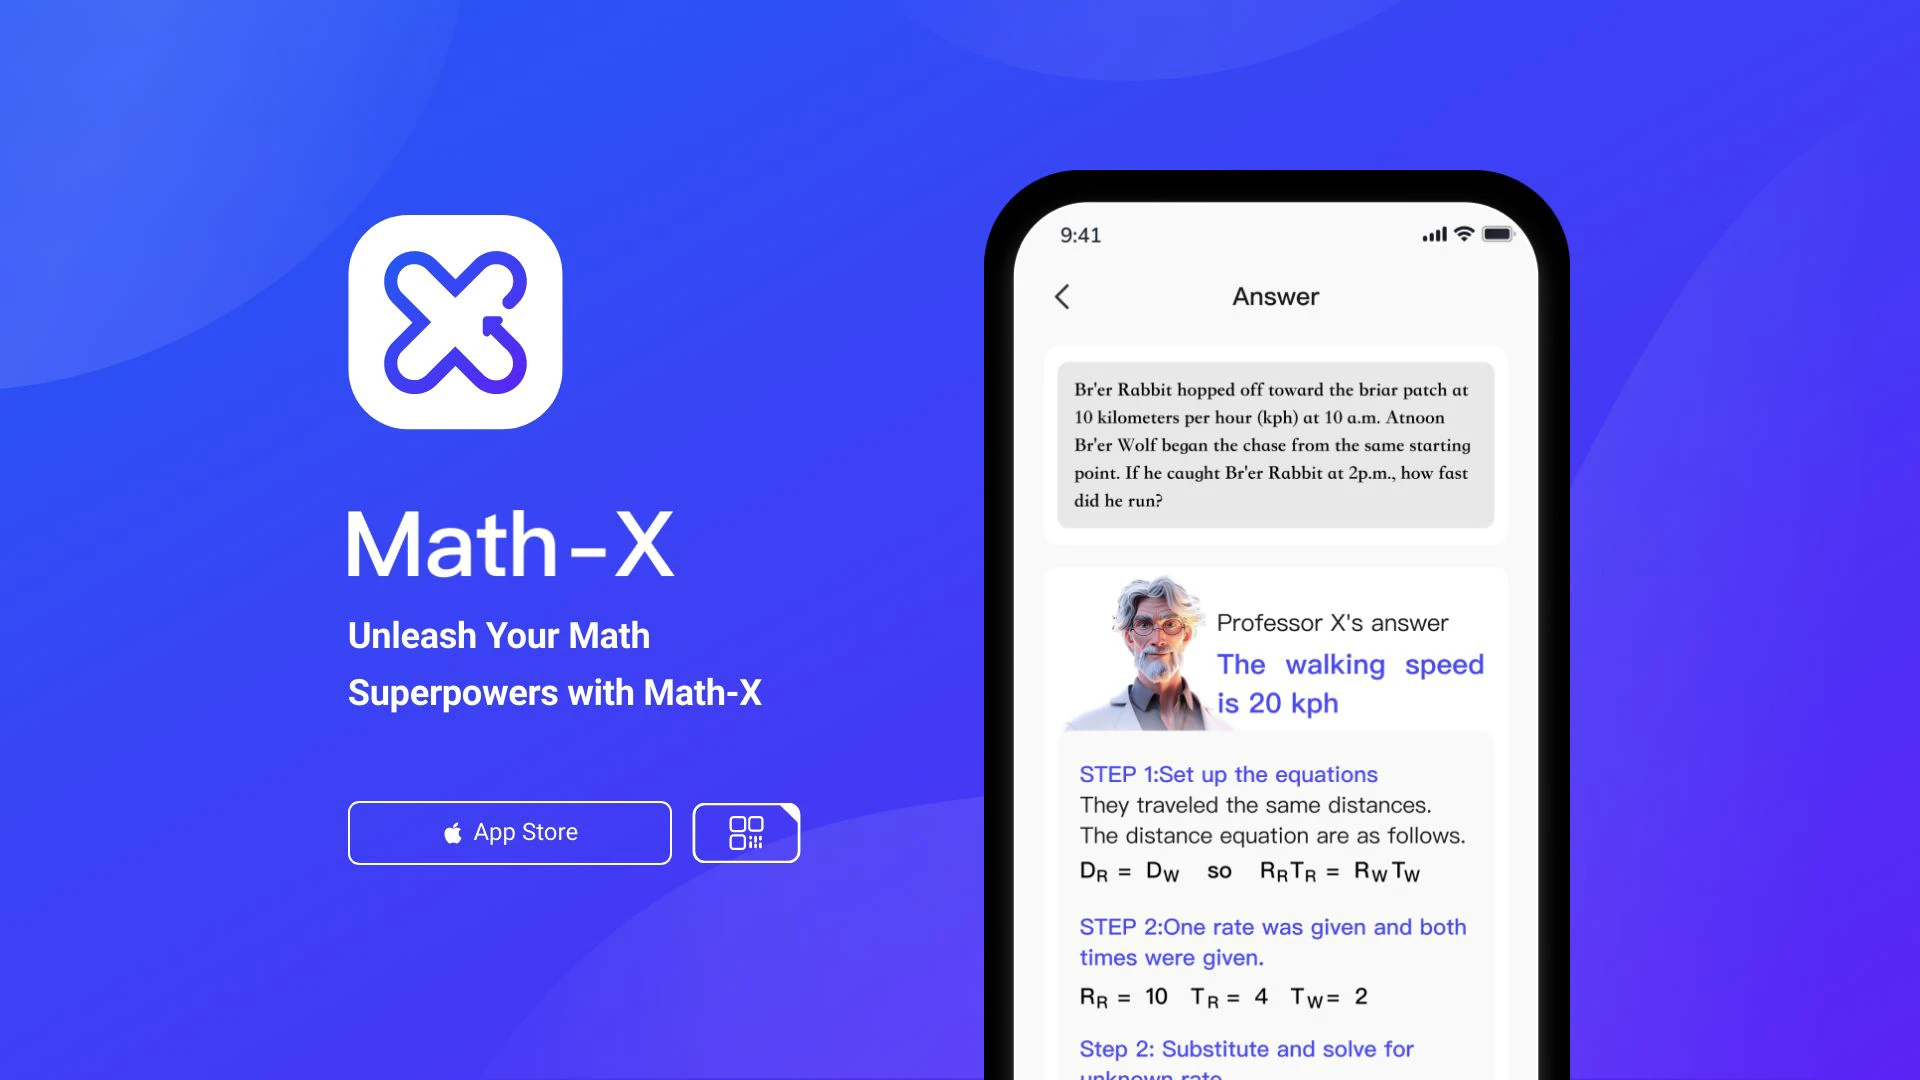 Math-X
Unleash Your Math
Superpowers with Math-X
App Store
9:41
Answer
Br'er Rabbit hopped off toward the briar patch at
10 kilometers per hour (kph) at 10 a.m. Atnoon
Br'er Wolf began the chase from the same starting
point. If he caught Br'er Rabbit at 2p.m., how fast
did he run?
Professor X's answer
The walking speed
is 20 kph
STEP 1:Set up the equations
They traveled the same distances.
The distance equation are as follows.
D_R = D_W so R_R T_R = R_W T_W
STEP 2:One rate was given and both
times were given.
R_R = 10 T_R = 4 T_W = 2
Step 2: Substitute and solve for
unknown rate